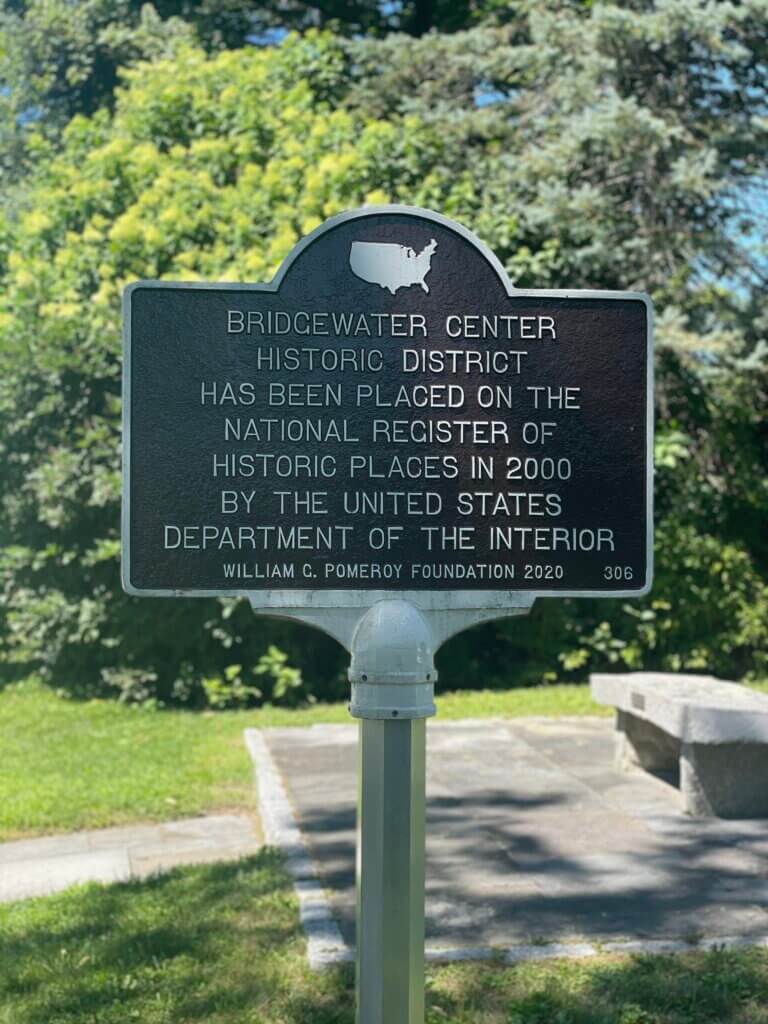 BRIDGEWATER CENTER
HISTORIC DISTRICT
HAS BEEN PLACED ON THE
NATIONAL REGISTER OF
HISTORIC PLACES IN 2000
BY THE UNITED STATES
DEPARTMENT OF THE INTERIOR
WILLIAM G. POMEROY FOUNDATION 2020 306